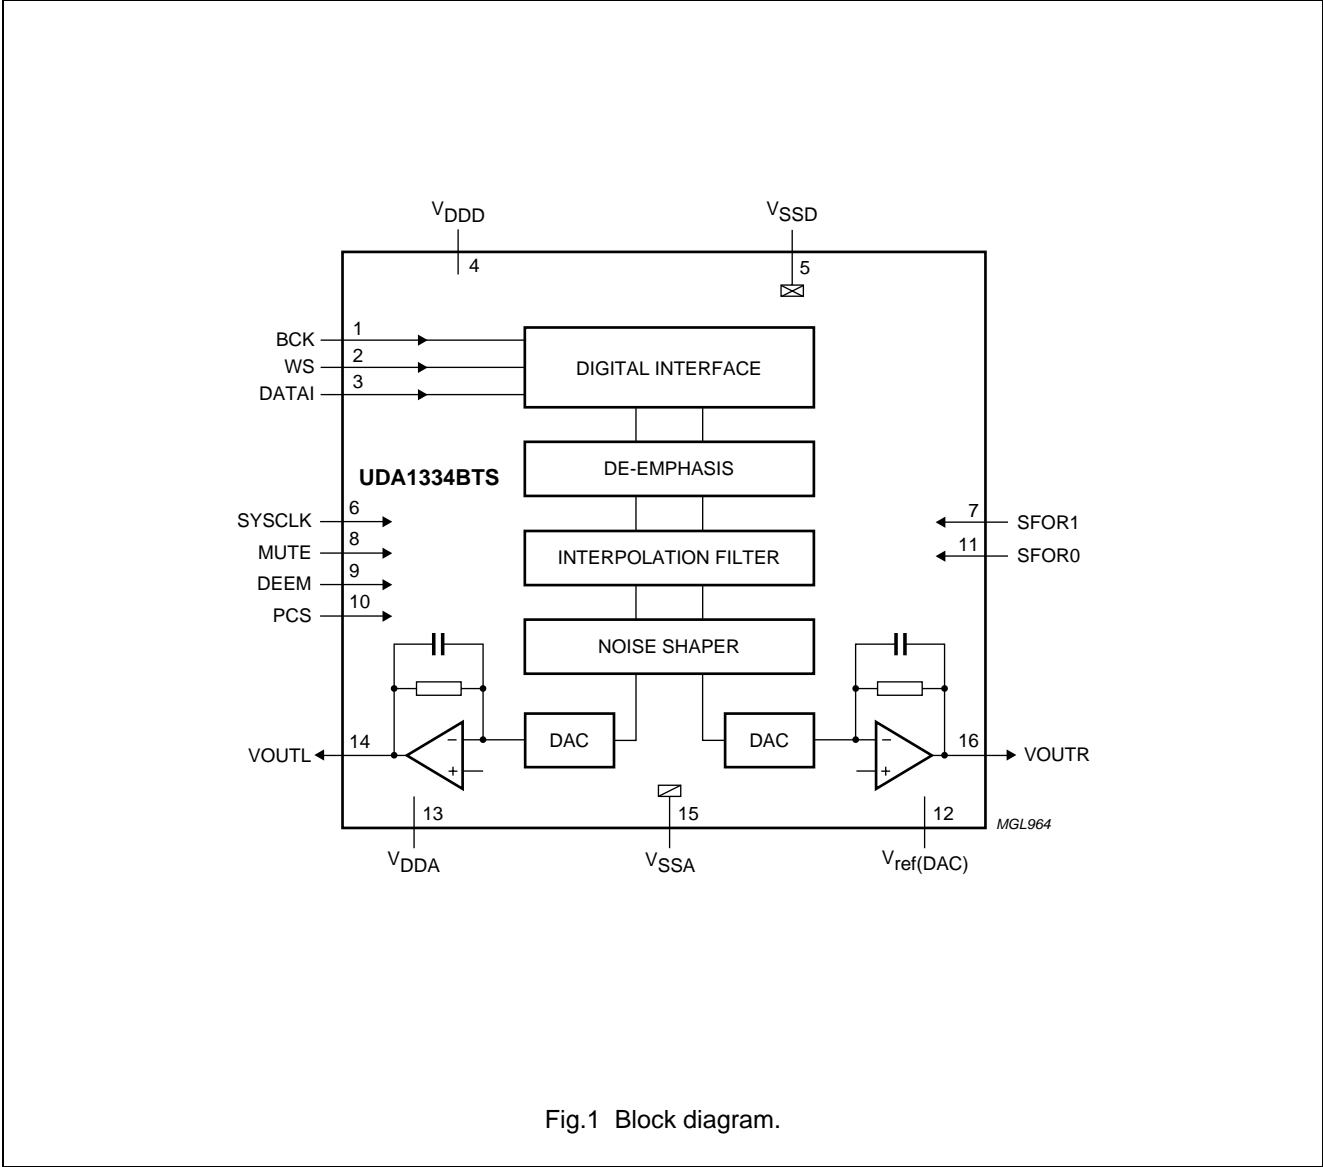 VDDD
VSSD
4
5
BCK 1
WS 2
DATAI 3
DIGITAL INTERFACE
DE-EMPHASIS
UDA1334BTS
SYSCLK 6
7 SFOR1
MUTE 8
11 SFOR0
DEEM 9
PCS 10
INTERPOLATION FILTER
NOISE SHAPER
VOUTL 14
−
+
DAC
DAC
−
+
16 VOUTR
13
15
12
MGL964
VDDA
VSSA
Vref(DAC)
Fig.1 Block diagram.